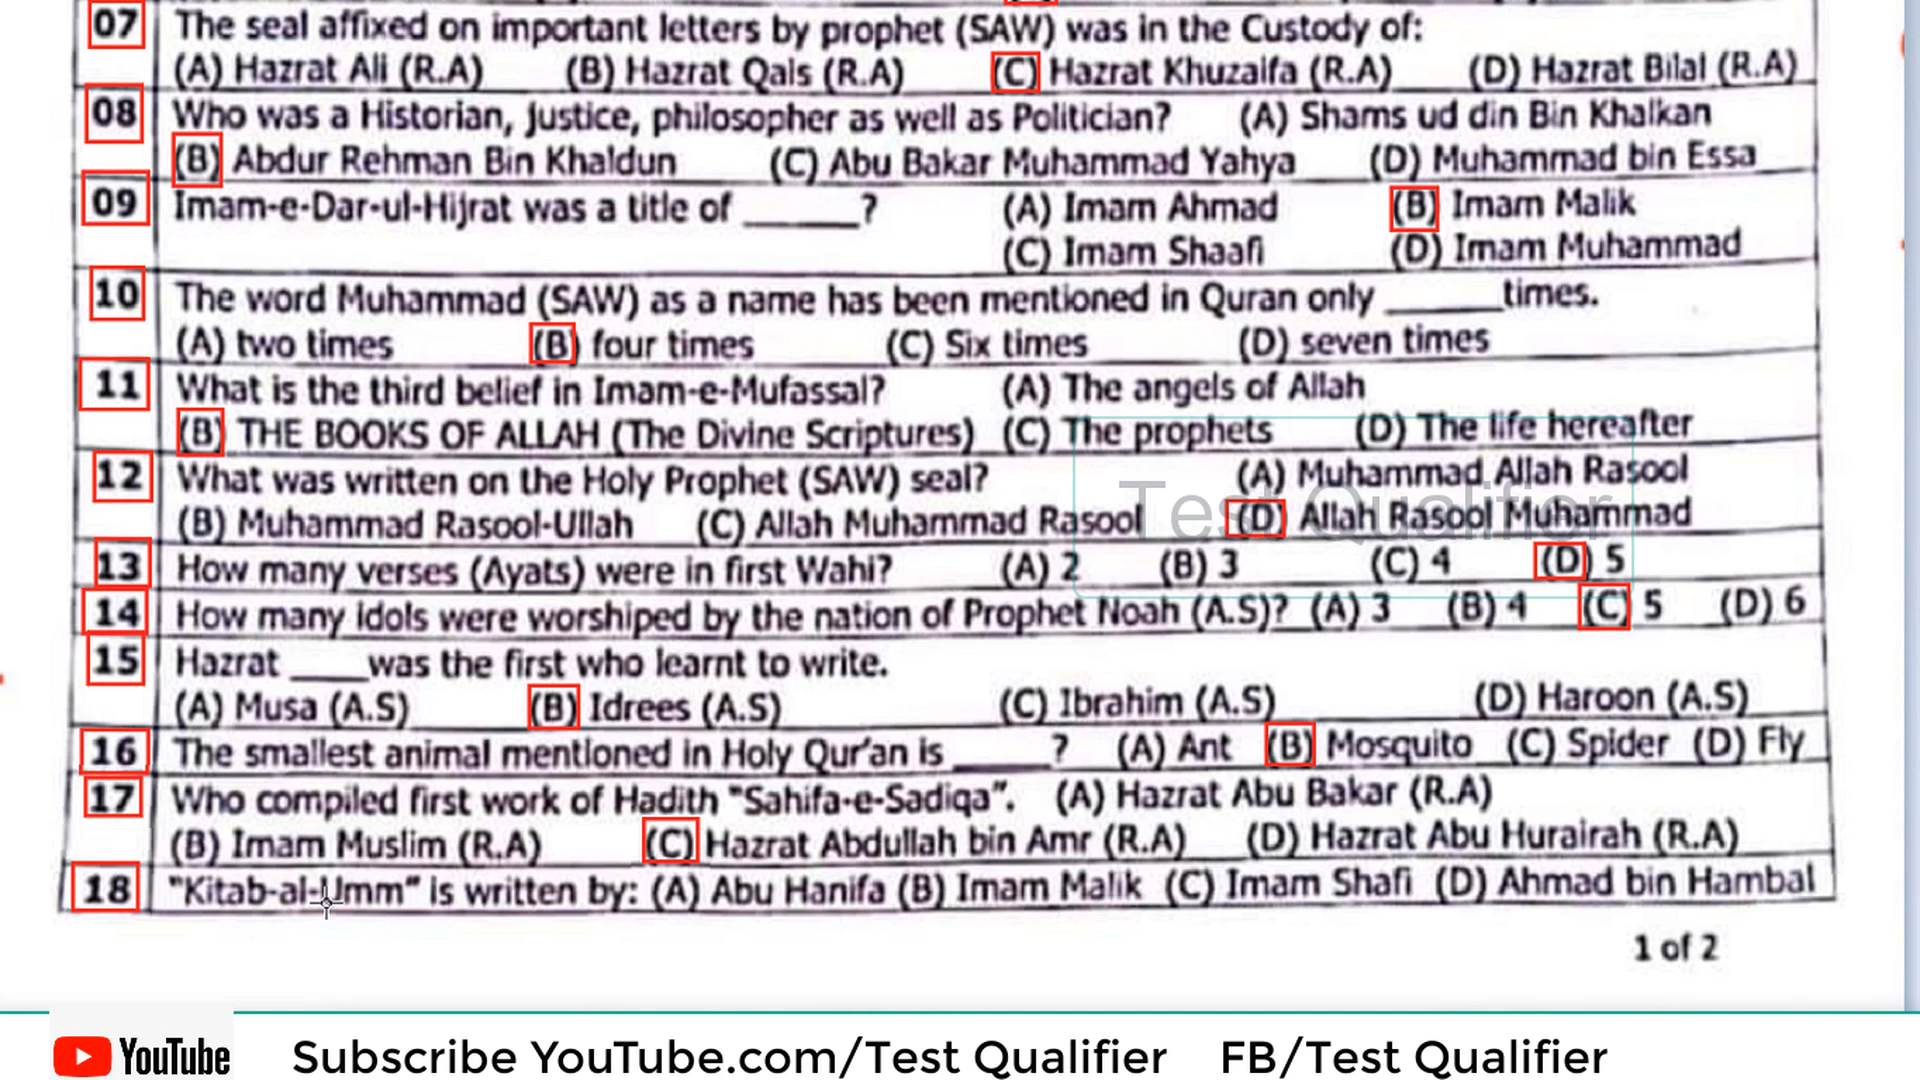 07 The seal affixed on important letters by prophet (SAW) was in the Custody of:
(A) Hazrat Ali (R.A) (B) Hazrat Qais (R.A) (C) Hazrat Khuzaifa (R.A) (D) Hazrat Bilal (R.A)
08 Who was a Historian, Justice, philosopher as well as Politician? (A) Shams ud din Bin Khalkan
(B) Abdur Rehman Bin Khaldun (C) Abu Bakar Muhammad Yahya (D) Muhammad bin Essa
09 Imam-e-Dar-ul-Hijrat was a title of ______? (A) Imam Ahmad (B) Imam Malik
(C) Imam Shaafi (D) Imam Muhammad
10 The word Muhammad (SAW) as a name has been mentioned in Quran only ______times.
(A) two times (B) four times (C) Six times (D) seven times
11 What is the third belief in Imam-e-Mufassal? (A) The angels of Allah
(B) THE BOOKS OF ALLAH (The Divine Scriptures) (C) The prophets (D) The life hereafter
12 What was written on the Holy Prophet (SAW) seal? (A) Muhammad Allah Rasool
(B) Muhammad Rasool-Ullah (C) Allah Muhammad Rasool (D) Allah Rasool Muhammad
Test Qualifier
13 How many verses (Ayats) were in first Wahi? (A) 2 (B) 3 (C) 4 (D) 5
14 How many idols were worshiped by the nation of Prophet Noah (A.S)? (A) 3 (B) 4 (C) 5 (D) 6
15 Hazrat ____was the first who learnt to write.
(A) Musa (A.S) (B) Idrees (A.S) (C) Ibrahim (A.S) (D) Haroon (A.S)
16 The smallest animal mentioned in Holy Qur'an is _____? (A) Ant (B) Mosquito (C) Spider (D) Fly
17 Who compiled first work of Hadith "Sahifa-e-Sadiqa". (A) Hazrat Abu Bakar (R.A)
(B) Imam Muslim (R.A) (C) Hazrat Abdullah bin Amr (R.A) (D) Hazrat Abu Hurairah (R.A)
18 "Kitab-al-Umm" is written by: (A) Abu Hanifa (B) Imam Malik (C) Imam Shafi (D) Ahmad bin Hambal
1 of 2
YouTube Subscribe YouTube.com/Test Qualifier FB/Test Qualifier